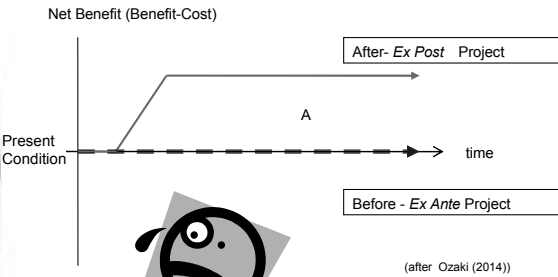 Net Benefit (Benefit-Cost)
After- Ex Post Project
A
Present
Condition
time
Before - Ex Ante Project
(after Ozaki (2014))